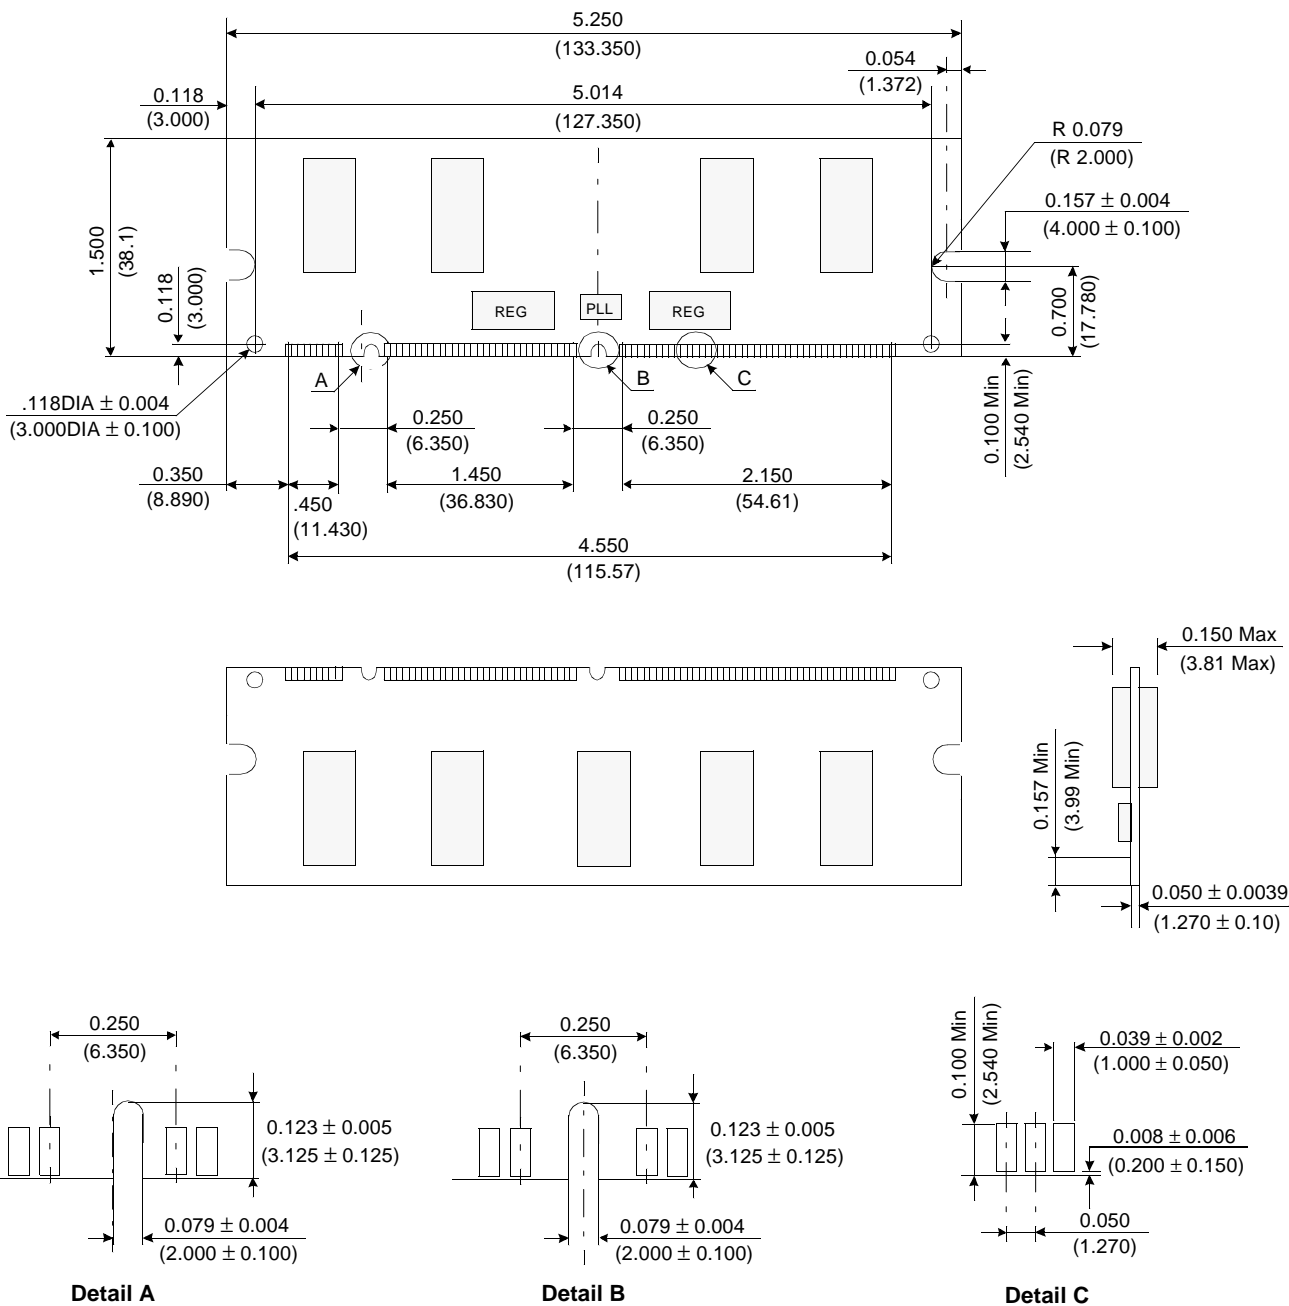 5.250
(133.350)
0.054
(1.372)
0.118
(3.000)
5.014
(127.350)
R 0.079
(R 2.000)
0.157 ± 0.004
(4.000 ± 0.100)
1.500
(38.1)
0.118
(3.000)
REG
PLL
REG
0.700
(17.780)
A
B
C
.118DIA ± 0.004
(3.000DIA ± 0.100)
0.250
(6.350)
0.250
(6.350)
0.100 Min
(2.540 Min)
0.350
(8.890)
.450
(11.430)
1.450
(36.830)
2.150
(54.61)
4.550
(115.57)
0.150 Max
(3.81 Max)
0.157 Min
(3.99 Min)
0.050 ± 0.0039
(1.270 ± 0.10)
0.250
(6.350)
0.123 ± 0.005
(3.125 ± 0.125)
0.079 ± 0.004
(2.000 ± 0.100)
Detail A
0.250
(6.350)
0.123 ± 0.005
(3.125 ± 0.125)
0.079 ± 0.004
(2.000 ± 0.100)
Detail B
0.100 Min
(2.540 Min)
0.039 ± 0.002
(1.000 ± 0.050)
0.008 ± 0.006
(0.200 ± 0.150)
0.050
(1.270)
Detail C